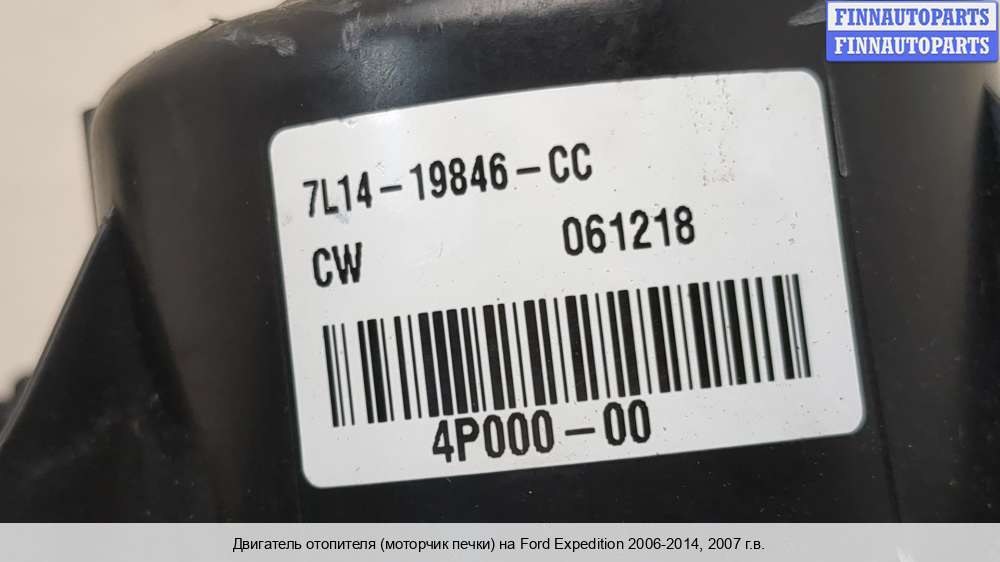 FINNAUTOPARTS
FINNAUTOPARTS
7L14-19846-CC
CW 061218
4P000-00
Двигатель отопителя (моторчик печки) на Ford Expedition 2006-2014, 2007 г.в.